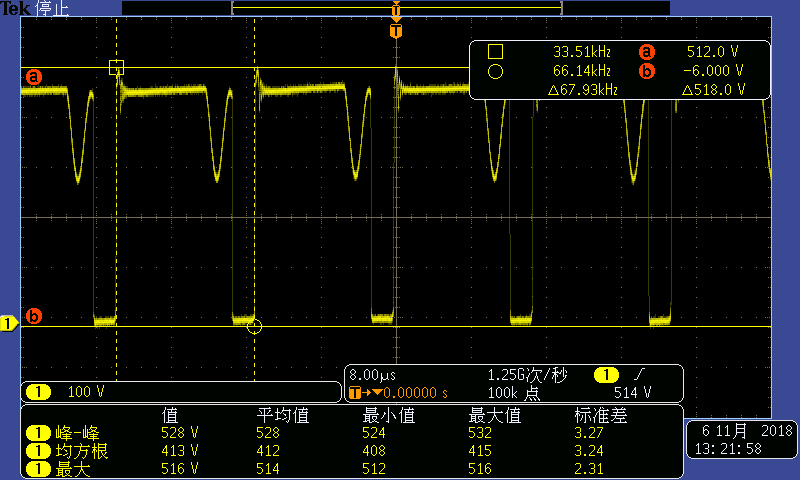 Tek 停止
T
T
33.51kHz a 512.0 V
66.14kHz b -6.000 V
△67.93kHz △518.0 V
a
b
1
1 100 V
8.00µs 1.25G次/秒 1 ∫
T→▼0.00000 s 100k 点 514 V
值 平均值 最小值 最大值 标准差
1 峰-峰 528 V 528 524 532 3.27
1 均方根 413 V 412 408 415 3.24
1 最大 516 V 514 512 516 2.31
6 11月 2018
13:21:58